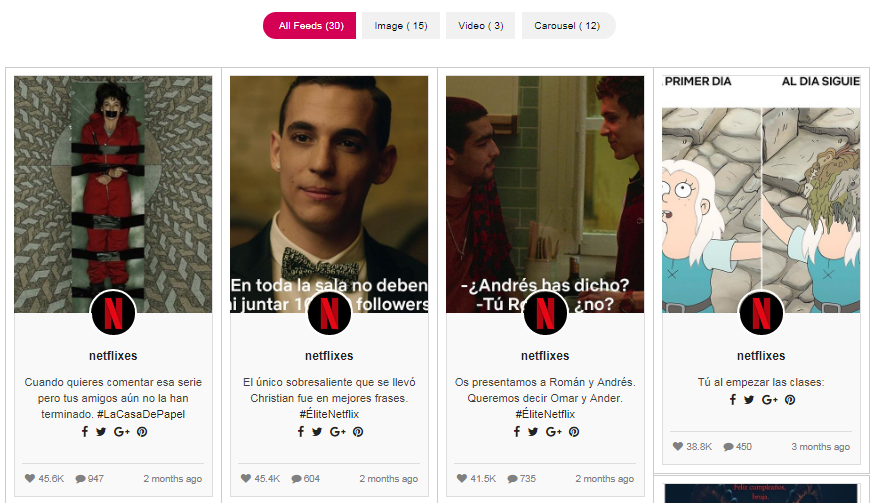 All Feeds (30)
Image ( 15)
Video ( 3)
Carousel ( 12)
netflixes
Cuando quieres comentar esa serie
pero tus amigos aún no la han
terminado. #LaCasaDePapel
G+
45.6K
947
2 months ago
En toda la sala no deben
ni juntar
followers
netflixes
El único sobresaliente que se llevó
Christian fue en mejores frases.
#ÉliteNetflix
G+
45.4K
604
2 months ago
-¿Andrés has dicho?
-Tú
¿no?
netflixes
Os presentamos a Román y Andrés.
Queremos decir Omar y Ander.
#ÉliteNetflix
G+
41.5K
735
2 months ago
PRIMER DIA
AL DIA SIGUIE
netflixes
Tú al empezar las clases:
G+
38.8K
450
3 months ago
Feliz cumpleaños,
bruja.